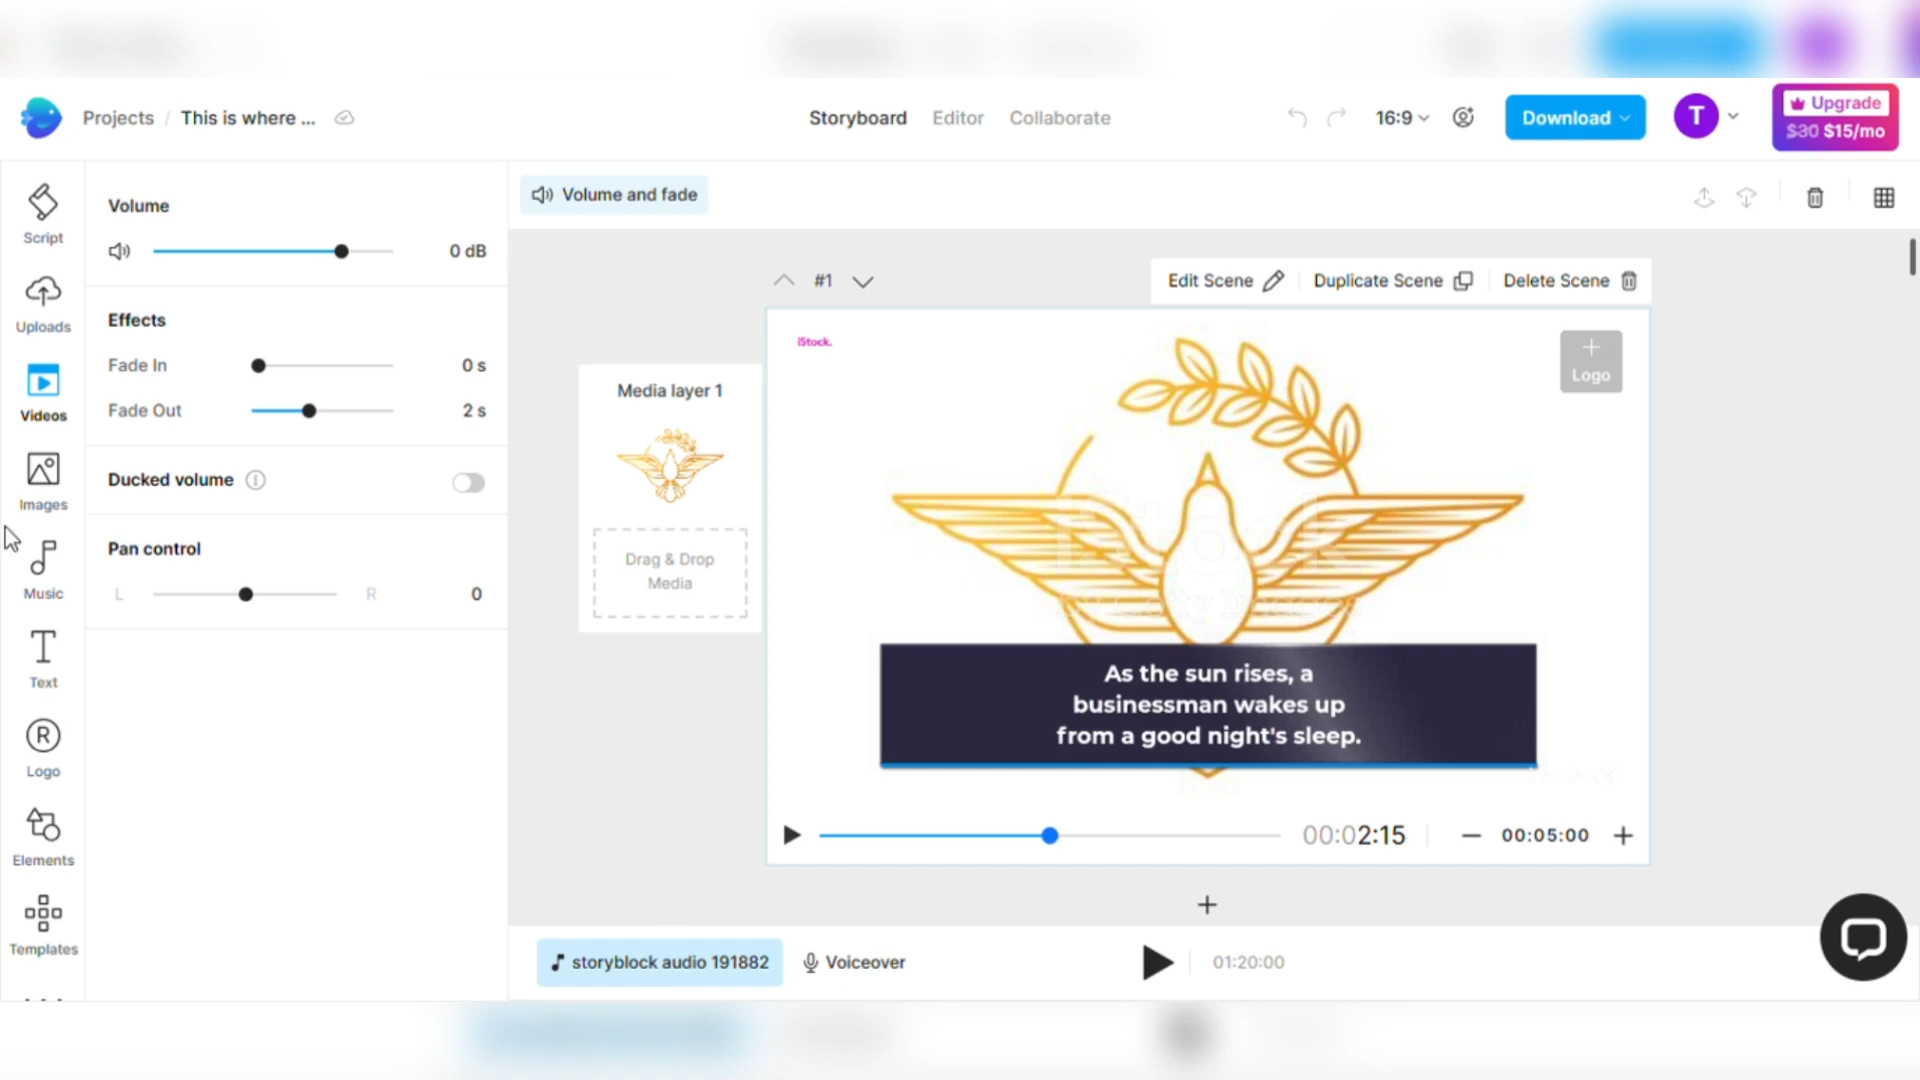 Projects / This is where ...
Storyboard Editor Collaborate
16:9
Download
T
Upgrade
$30 $15/mo
Script
Uploads
Videos
Images
Music
Text
R
Logo
Elements
Templates
Volume
0 dB
Effects
Fade In 0 s
Fade Out 2 s
Ducked volume
Pan control
L R 0
Volume and fade
#1
Edit Scene Duplicate Scene Delete Scene
Media layer 1
Drag & Drop
Media
iStock.
+
Logo
As the sun rises, a
businessman wakes up
from a good night's sleep.
00:02:15 — 00:05:00 +
+
storyblock audio 191882 Voiceover 01:20:00